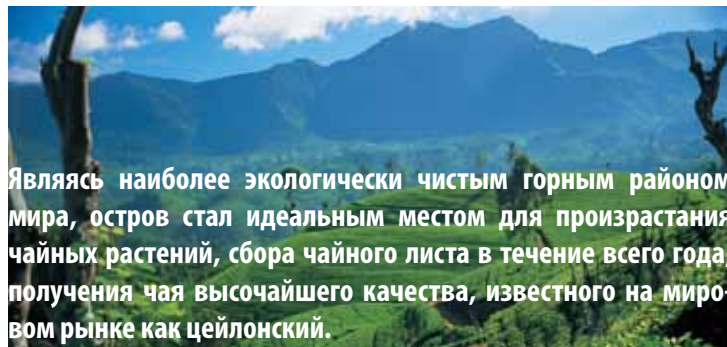 Являясь наиболее экологически чистым горным районом
мира, остров стал идеальным местом для произрастания
чайных растений, сбора чайного листа в течение всего года,
получения чая высочайшего качества, известного на миро-
вом рынке как цейлонский.